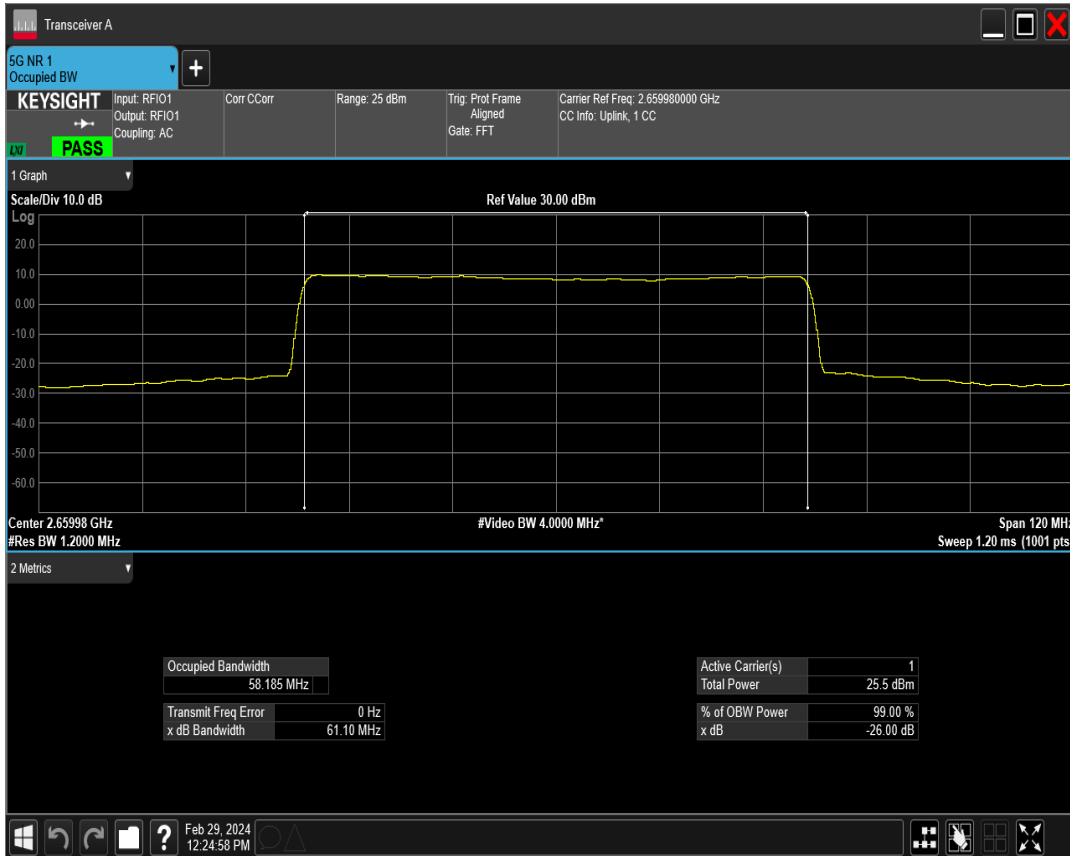 Transceiver A
5G NR 1
Occupied BW
+
KEYSIGHT
LXI
PASS
Input: RFIO1
Output: RFIO1
Coupling: AC
Corr CCorr
Range: 25 dBm
Trig: Prot Frame
Aligned
Gate: FFT
Carrier Ref Freq: 2.659980000 GHz
CC Info: Uplink, 1 CC
1 Graph
Scale/Div 10.0 dB
Ref Value 30.00 dBm
Log
20.0
10.0
0.00
-10.0
-20.0
-30.0
-40.0
-50.0
-60.0
Center 2.65998 GHz
#Video BW 4.0000 MHz*
Span 120 MHz
#Res BW 1.2000 MHz
Sweep 1.20 ms (1001 pts
2 Metrics
Occupied Bandwidth
58.185 MHz
Transmit Freq Error 0 Hz
x dB Bandwidth 61.10 MHz
Active Carrier(s) 1
Total Power 25.5 dBm
% of OBW Power 99.00 %
x dB -26.00 dB
?
Feb 29, 2024
12:24:58 PM